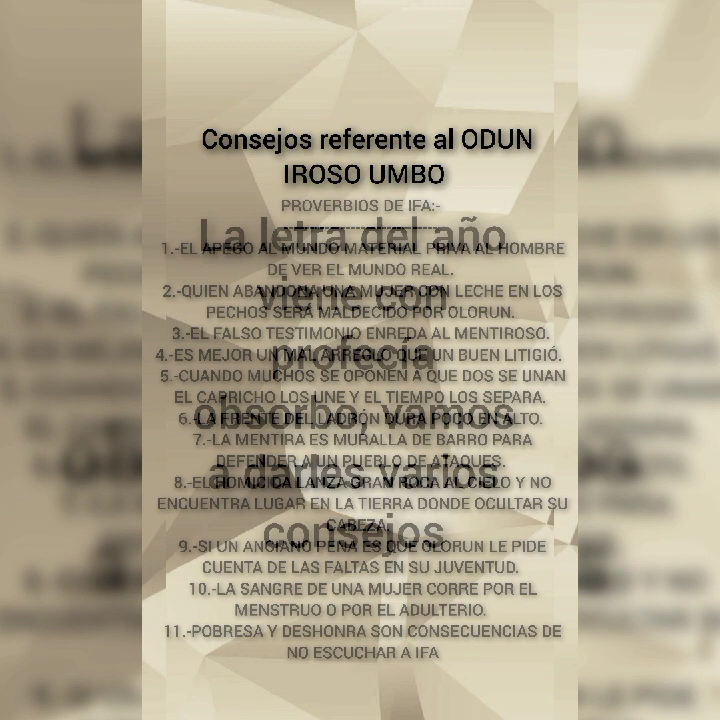 Consejos referente al ODUN
IROSO UMBO
PROVERBIOS DE IFA:-
La letra del año
1.-EL APEGO AL MUNDO MATERIAL PRIVA AL HOMBRE
DE VER EL MUNDO REAL.
viene con
2.-QUIEN ABANDONA UNA MUJER CON LECHE EN LOS
PECHOS SERÁ MALDECIDO POR OLORUN.
3.-EL FALSO TESTIMONIO ENREDA AL MENTIROSO.
profecía
4.-ES MEJOR UN MAL ARREGLO QUE UN BUEN LITIGIÓ.
5.-CUANDO MUCHOS SE OPONEN A QUE DOS SE UNAN
EL CAPRICHO LOS UNE Y EL TIEMPO LOS SEPARA.
obsorbo, vamos
6.-LA FRENTE DEL LADRÓN DURA POCO EN ALTO.
7.-LA MENTIRA ES MURALLA DE BARRO PARA
DEFENDER A UN PUEBLO DE ATAQUES.
a darles varios
8.-EL HOMICIDA LANZA GRAN ROCA AL CIELO Y NO
ENCUENTRA LUGAR EN LA TIERRA DONDE OCULTAR SU
CABEZA.
consejos
9.-SI UN ANCIANO PENA ES QUE OLORUN LE PIDE
CUENTA DE LAS FALTAS EN SU JUVENTUD.
10.-LA SANGRE DE UNA MUJER CORRE POR EL
MENSTRUO O POR EL ADULTERIO.
11.-POBRESA Y DESHONRA SON CONSECUENCIAS DE
NO ESCUCHAR A IFA